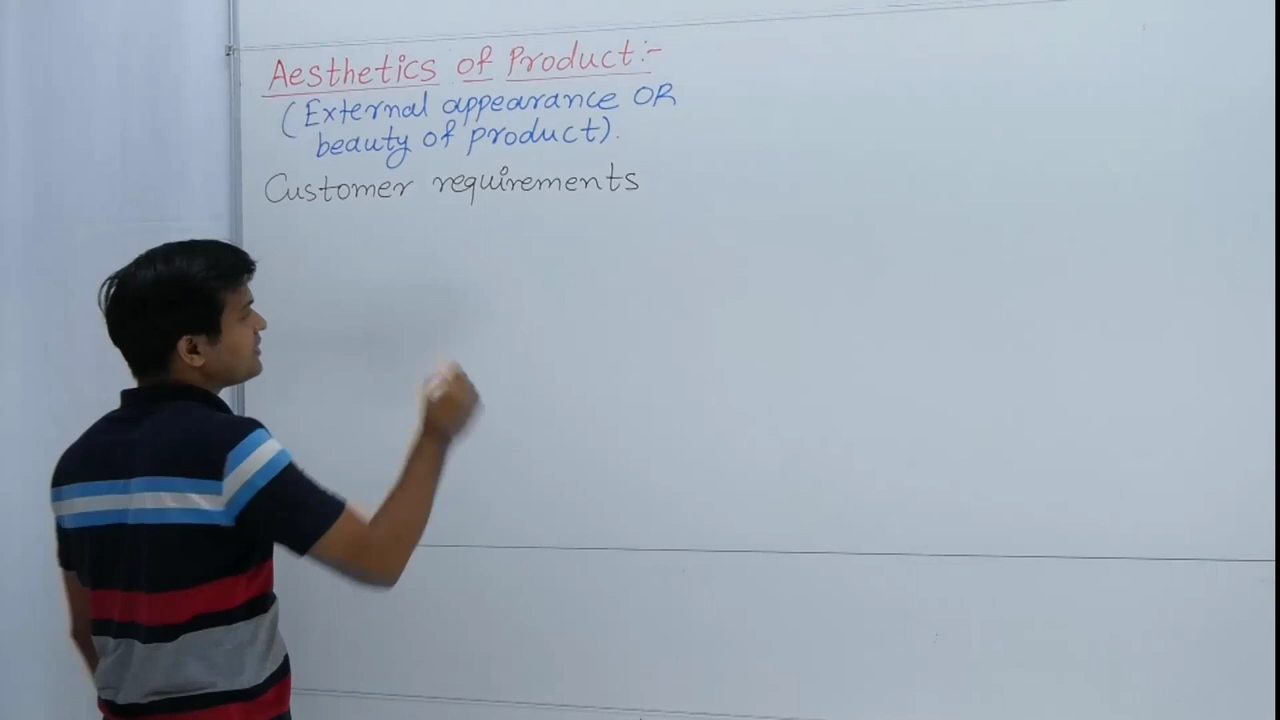 Aesthetics of Product:-
(External appearance OR
beauty of product).
Customer requirements